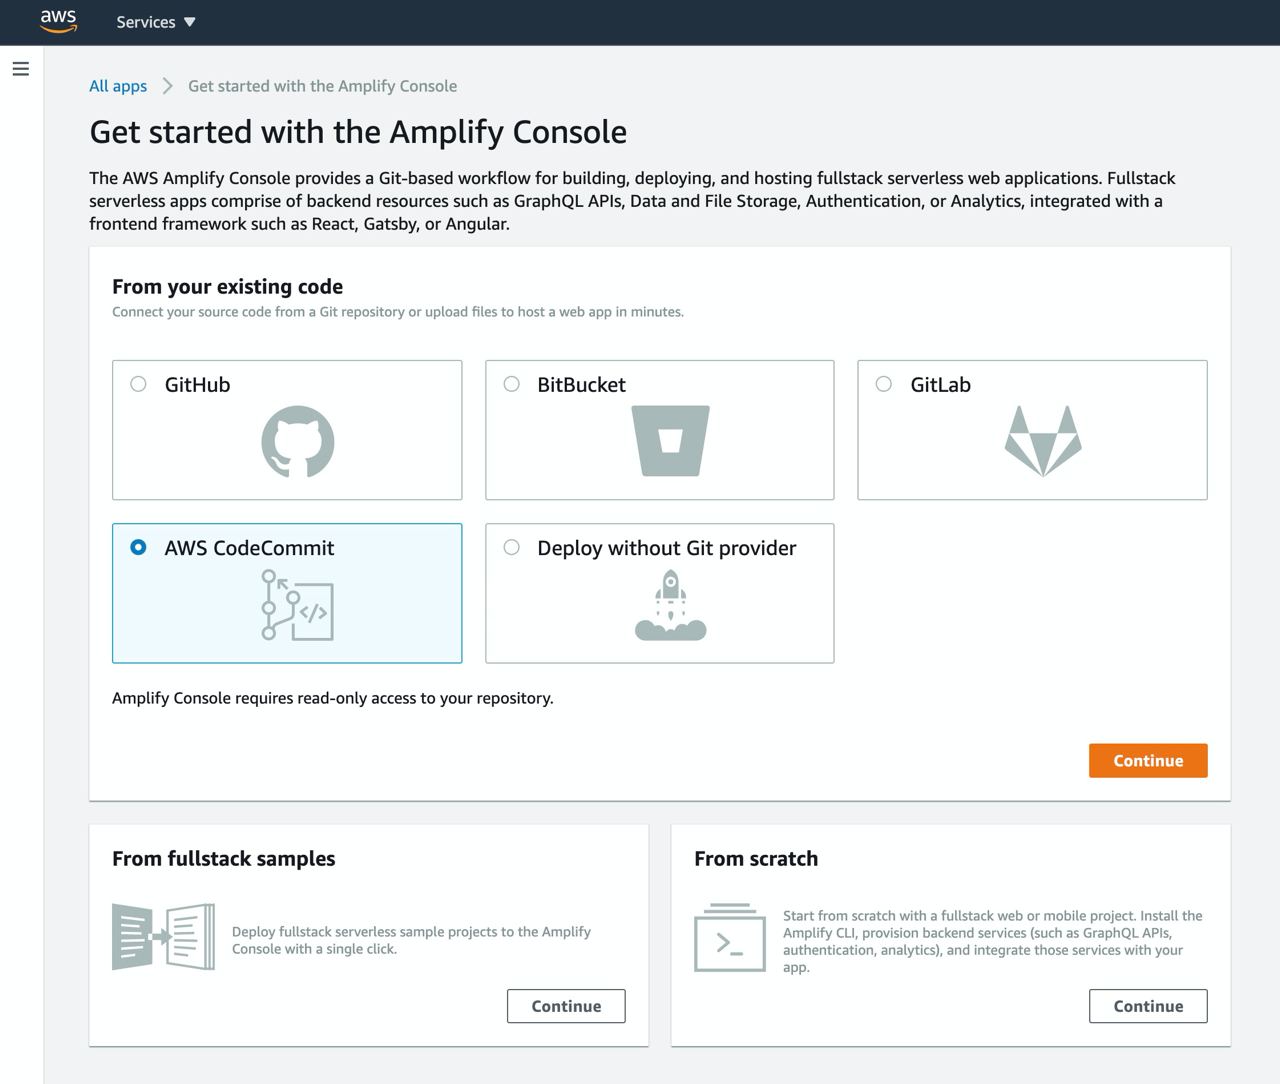 aws
Services
All apps
Get started with the Amplify Console
Get started with the Amplify Console
The AWS Amplify Console provides a Git-based workflow for building, deploying, and hosting fullstack serverless web applications. Fullstack
serverless apps comprise of backend resources such as GraphQL APIs, Data and File Storage, Authentication, or Analytics, integrated with a
frontend framework such as React, Gatsby, or Angular.
From your existing code
Connect your source code from a Git repository or upload files to host a web app in minutes.
GitHub
BitBucket
GitLab
AWS CodeCommit
Deploy without Git provider
Amplify Console requires read-only access to your repository.
Continue
From fullstack samples
Deploy fullstack serverless sample projects to the Amplify
Console with a single click.
Continue
From scratch
Start from scratch with a fullstack web or mobile project. Install the
Amplify CLI, provision backend services (such as GraphQL APIs,
authentication, analytics), and integrate those services with your
app.
Continue